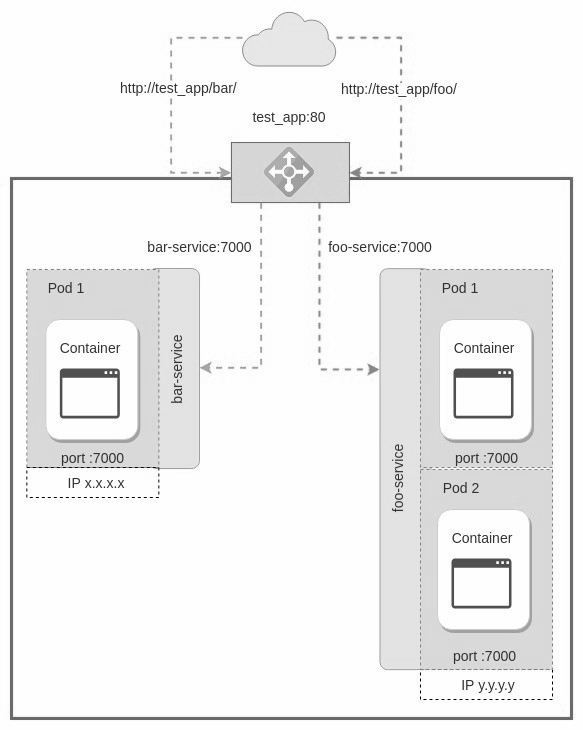 http://test_app/bar/
http://test_app/foo/
test_app:80
bar-service:7000
foo-service:7000
Pod 1
Container
port :7000
IP x.x.x.x
bar-service
foo-service
Pod 1
Container
port :7000
Pod 2
Container
port :7000
IP y.y.y.y